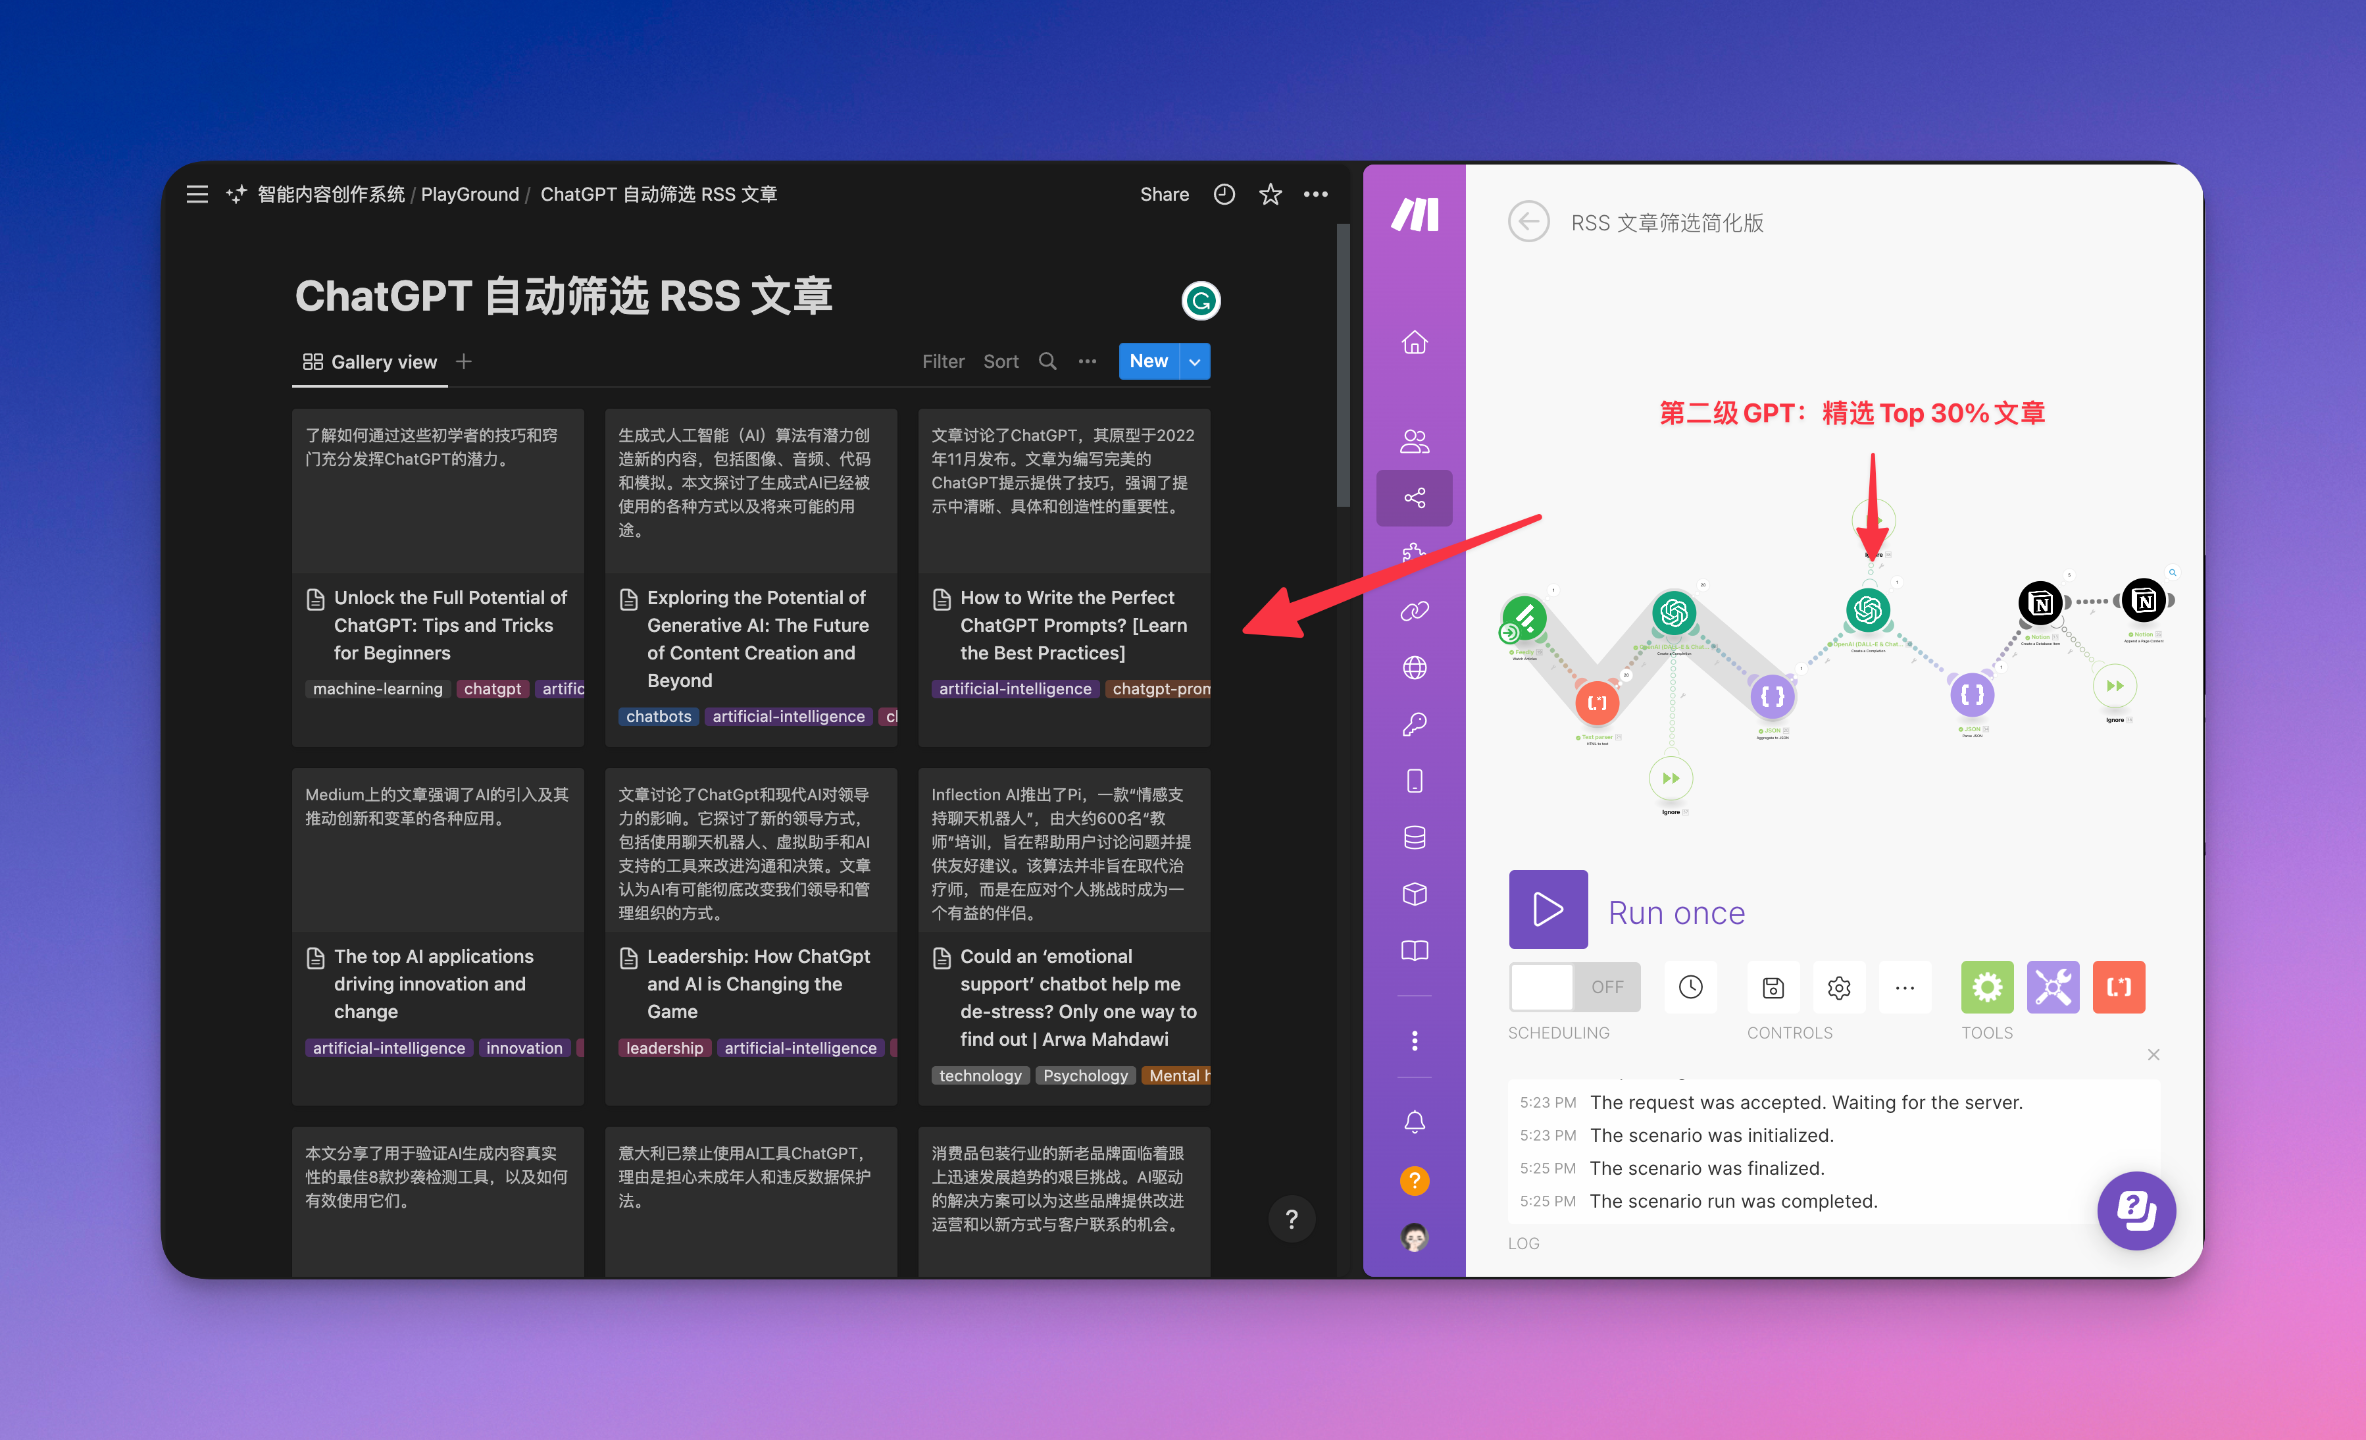 智能内容创作系统 / PlayGround / ChatGPT 自动筛选 RSS 文章
Share
ChatGPT 自动筛选 RSS 文章
Gallery view
Filter
Sort
New
了解如何通过这些初学者的技巧和窍
门充分发挥ChatGPT的潜力。
Unlock the Full Potential of
ChatGPT: Tips and Tricks
for Beginners
machine-learning chatgpt artific
生成式人工智能（AI）算法有潜力创
造新的内容，包括图像、音频、代码
和模拟。本文探讨了生成式AI已经被
使用的各种方式以及将来可能的用
途。
Exploring the Potential of
Generative AI: The Future
of Content Creation and
Beyond
chatbots artificial-intelligence cl
文章讨论了ChatGPT，其原型于2022
年11月发布。文章为编写完美的
ChatGPT提示提供了技巧，强调了提
示中清晰、具体和创造性的重要性。
How to Write the Perfect
ChatGPT Prompts? [Learn
the Best Practices]
artificial-intelligence chatgpt-pron
Medium上的文章强调了AI的引入及其
推动创新和变革的各种应用。
The top AI applications
driving innovation and
change
artificial-intelligence innovation
文章讨论了ChatGpt和现代AI对领导
力的影响。它探讨了新的领导方式，
包括使用聊天机器人、虚拟助手和AI
支持的工具来改进沟通和决策。文章
认为AI有可能彻底改变我们领导和管
理组织的方式。
Leadership: How ChatGpt
and AI is Changing the
Game
leadership artificial-intelligence
Inflection AI推出了Pi，一款“情感支
持聊天机器人”，由大约600名“教
师”培训，旨在帮助用户讨论问题并提
供友好建议。该算法并非旨在取代治
疗师，而是在应对个人挑战时成为一
个有益的伴侣。
Could an ‘emotional
support’ chatbot help me
de-stress? Only one way to
find out | Arwa Mahdawi
technology Psychology Mental h
本文分享了用于验证AI生成内容真实
性的最佳8款抄袭检测工具，以及如何
有效使用它们。
意大利已禁止使用AI工具ChatGPT，
理由是担心未成年人和违反数据保护
法。
消费品包装行业的新老品牌面临着跟
上迅速发展趋势的艰巨挑战。AI驱动
的解决方案可以为这些品牌提供改进
运营和以新方式与客户联系的机会。
?
RSS 文章筛选简化版
第二级 GPT：精选 Top 30% 文章
Ignore
Ignore
Run once
OFF
SCHEDULING
CONTROLS
TOOLS
5:23 PM The request was accepted. Waiting for the server.
5:23 PM The scenario was initialized.
5:25 PM The scenario was finalized.
5:25 PM The scenario run was completed.
LOG